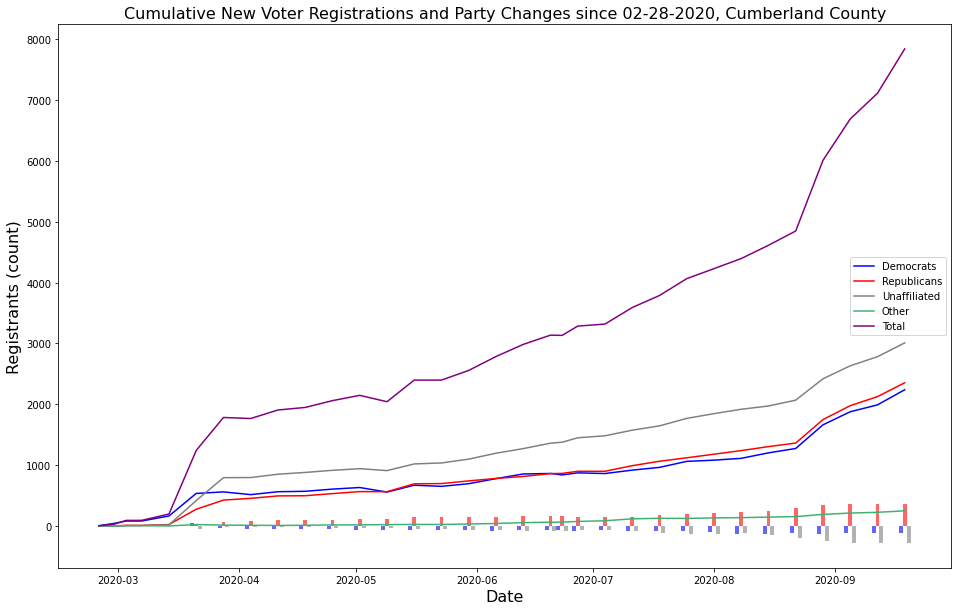 Cumulative New Voter Registrations and Party Changes since 02-28-2020, Cumberland County
Registrants (count)
8000
7000
6000
5000
4000
3000
2000
1000
0
Democrats
Republicans
Unaffiliated
Other
Total
2020-03 2020-04 2020-05 2020-06 2020-07 2020-08 2020-09
Date